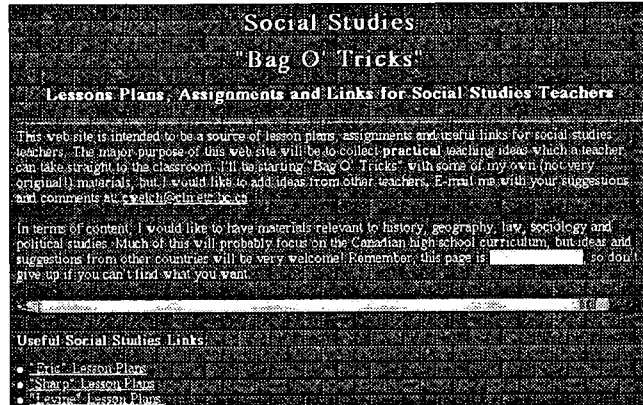 Social Studies
"Bag O' Tricks"
Lessons Plans, Assignments and Links for Social Studies Teachers
This web site is intended to be a source of lesson plans, assignments and useful links for social studies
teachers. The major purpose of this web site will be to collect practical teaching ideas which a teacher
can take straight to the classroom. I'll be starting "Bag O' Tricks" with some of my own (not very
original!) materials, but I would like to add ideas from other teachers. E-mail me with your suggestions
and comments at: cwelch@cln.etc.bc.ca
In terms of content, I would like to have materials relevant to history, geography, law, sociology and
political studies. Much of this will probably focus on the Canadian high school curriculum, but ideas and
suggestions from other countries will be very welcome! Remember, this page is so don't
give up if you can't find what you want.
Useful Social Studies Links
"Eric" Lesson Plans
"Sharp" Lesson Plans
"Levine" Lesson Plans